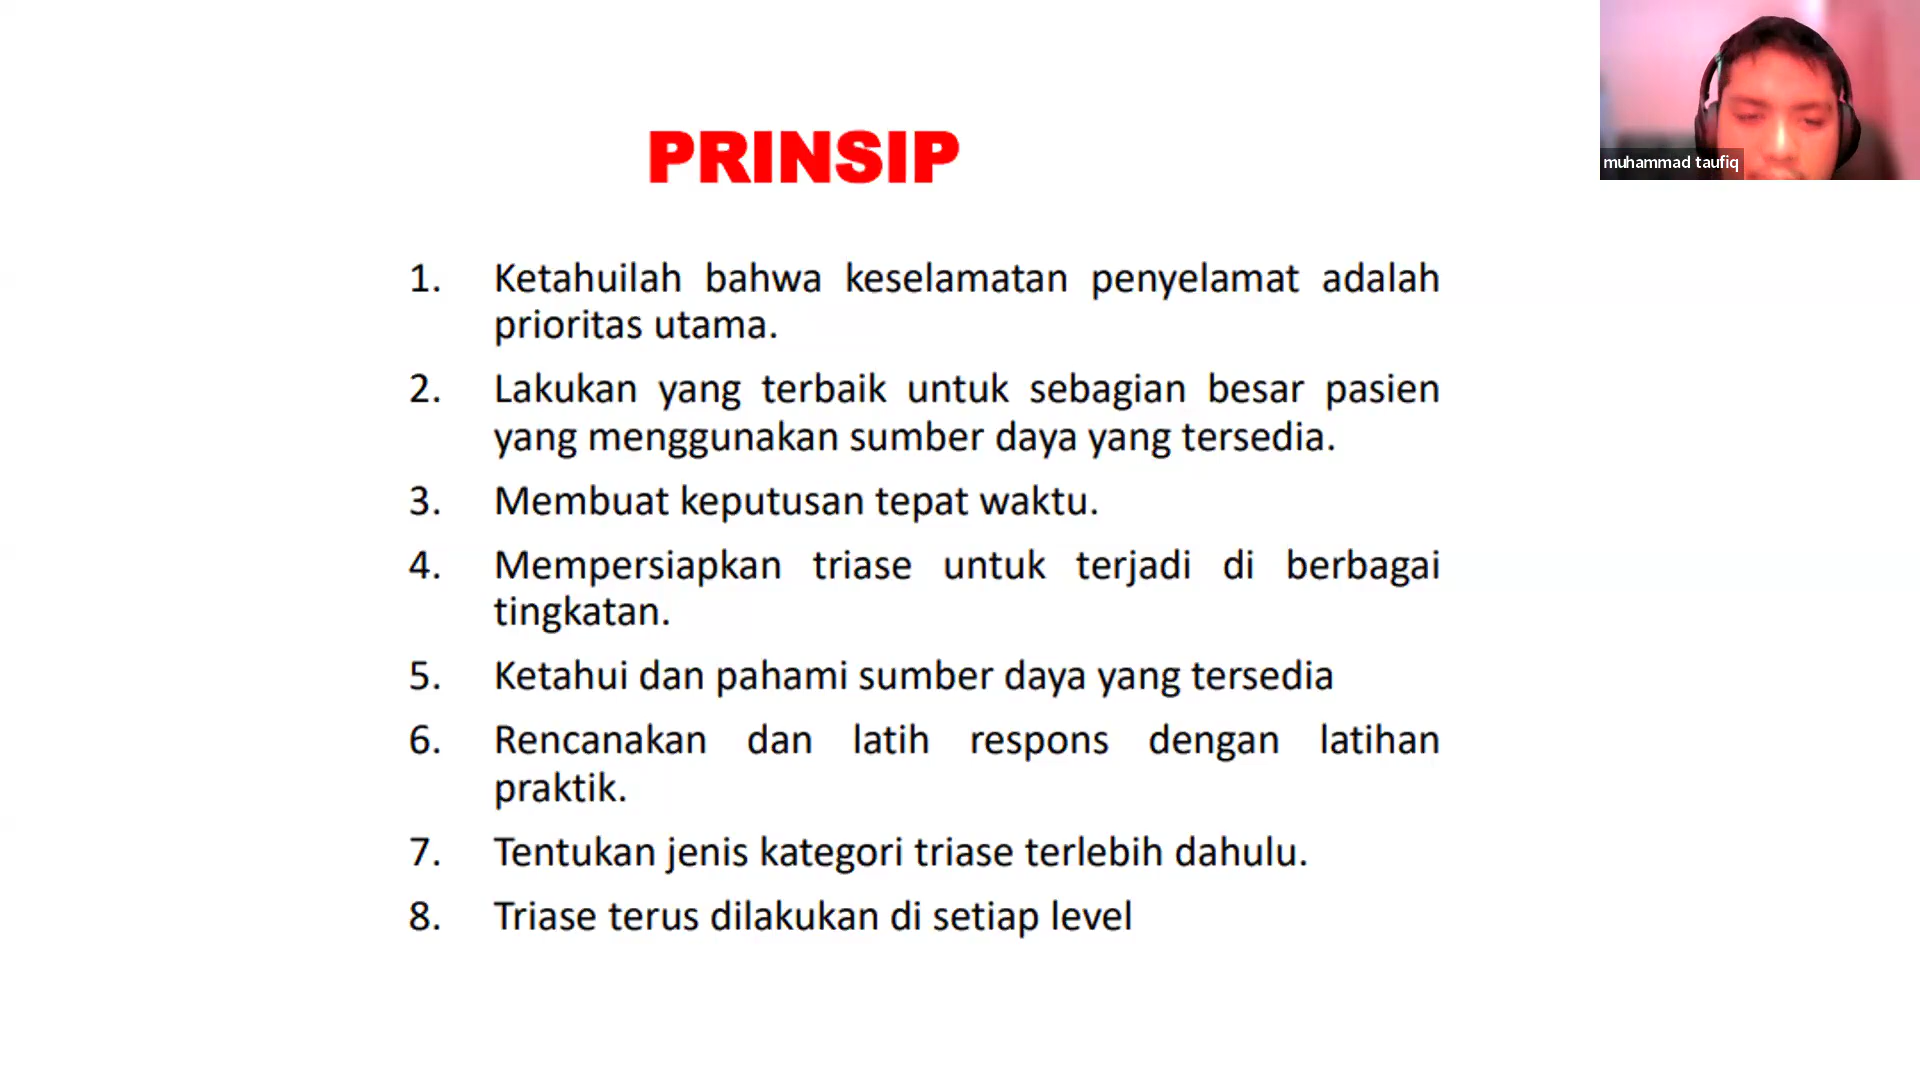 PRINSIP
1. Ketahuilah bahwa keselamatan penyelamat adalah
prioritas utama.
2. Lakukan yang terbaik untuk sebagian besar pasien
yang menggunakan sumber daya yang tersedia.
3. Membuat keputusan tepat waktu.
4. Mempersiapkan triase untuk terjadi di berbagai
tingkatan.
5. Ketahui dan pahami sumber daya yang tersedia
6. Rencanakan dan latih respons dengan latihan
praktik.
7. Tentukan jenis kategori triase terlebih dahulu.
8. Triase terus dilakukan di setiap level
muhammad taufiq